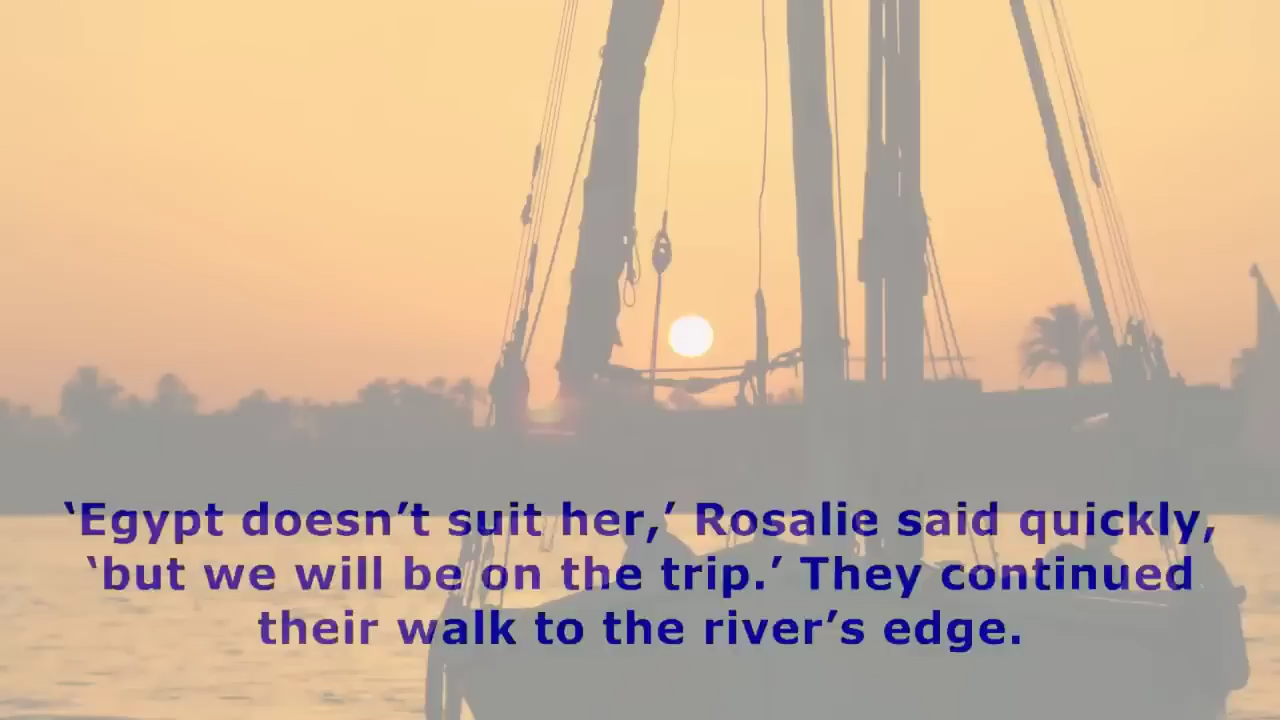 ‘Egypt doesn’t suit her,’ Rosalie said quickly,
‘but we will be on the trip.’ They continued
their walk to the river’s edge.